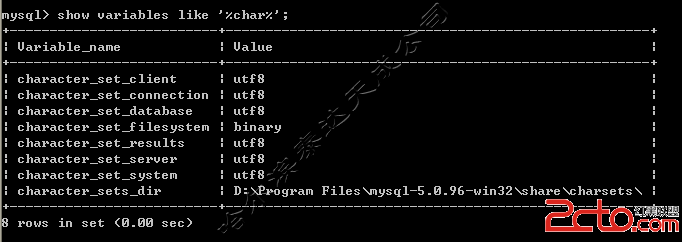 mysql> show variables like '%char%';
+--------------------------+-------------------------------------------+
| Variable_name | Value |
+--------------------------+-------------------------------------------+
| character_set_client | utf8 |
| character_set_connection | utf8 |
| character_set_database | utf8 |
| character_set_filesystem | binary |
| character_set_results | utf8 |
| character_set_server | utf8 |
| character_set_system | utf8 |
| character_sets_dir | D:\Program Files\mysql-5.0.96-win32\share\charsets\ |
+--------------------------+-------------------------------------------+
8 rows in set (0.00 sec)
2cto.com